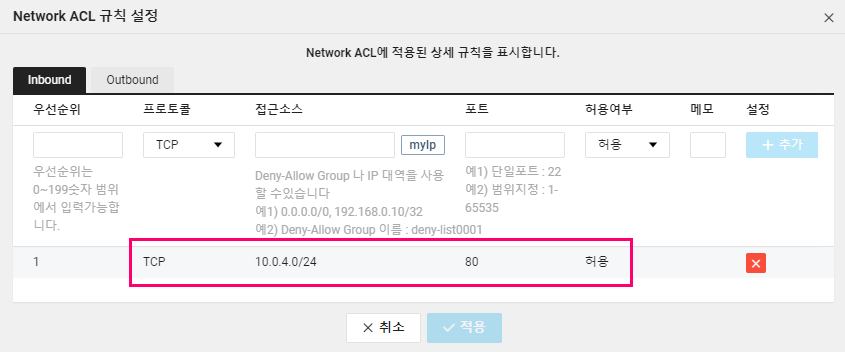 Network ACL 규칙 설정
Network ACL에 적용된 상세 규칙을 표시합니다.
Inbound Outbound
우선순위 프로토콜 접근소스 포트 허용여부 메모 설정
TCP myIp 허용 + 추가
우선순위는
0~199숫자 범위
에서 입력가능합
니다.
Deny-Allow Group 나 IP 대역을 사용
할 수있습니다
예1) 0.0.0.0/0, 192.168.0.10/32
예2) Deny-Allow Group 이름 : deny-list0001
예1) 단일포트 : 22
예2) 범위지정 : 1-
65535
1 TCP 10.0.4.0/24 80 허용
취소 적용